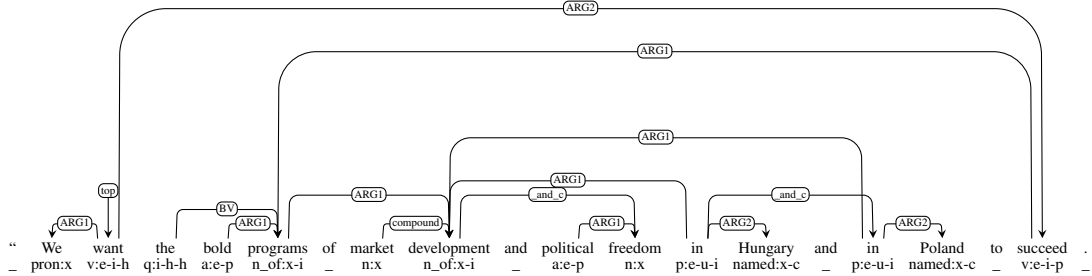 ARG2
ARG1
ARG1
ARG1
top ARG1 _and_c _and_c
BV
ARG1 ARG1 compound ARG1 ARG2 ARG2
“ We want the bold programs of market development and political freedom in Hungary and in Poland to succeed .
_ pron:x v:e-i-h q:i-h-h a:e-p n_of:x-i _ n:x n_of:x-i _ a:e-p n:x p:e-u-i named:x-c _ p:e-u-i named:x-c _ v:e-i-p _